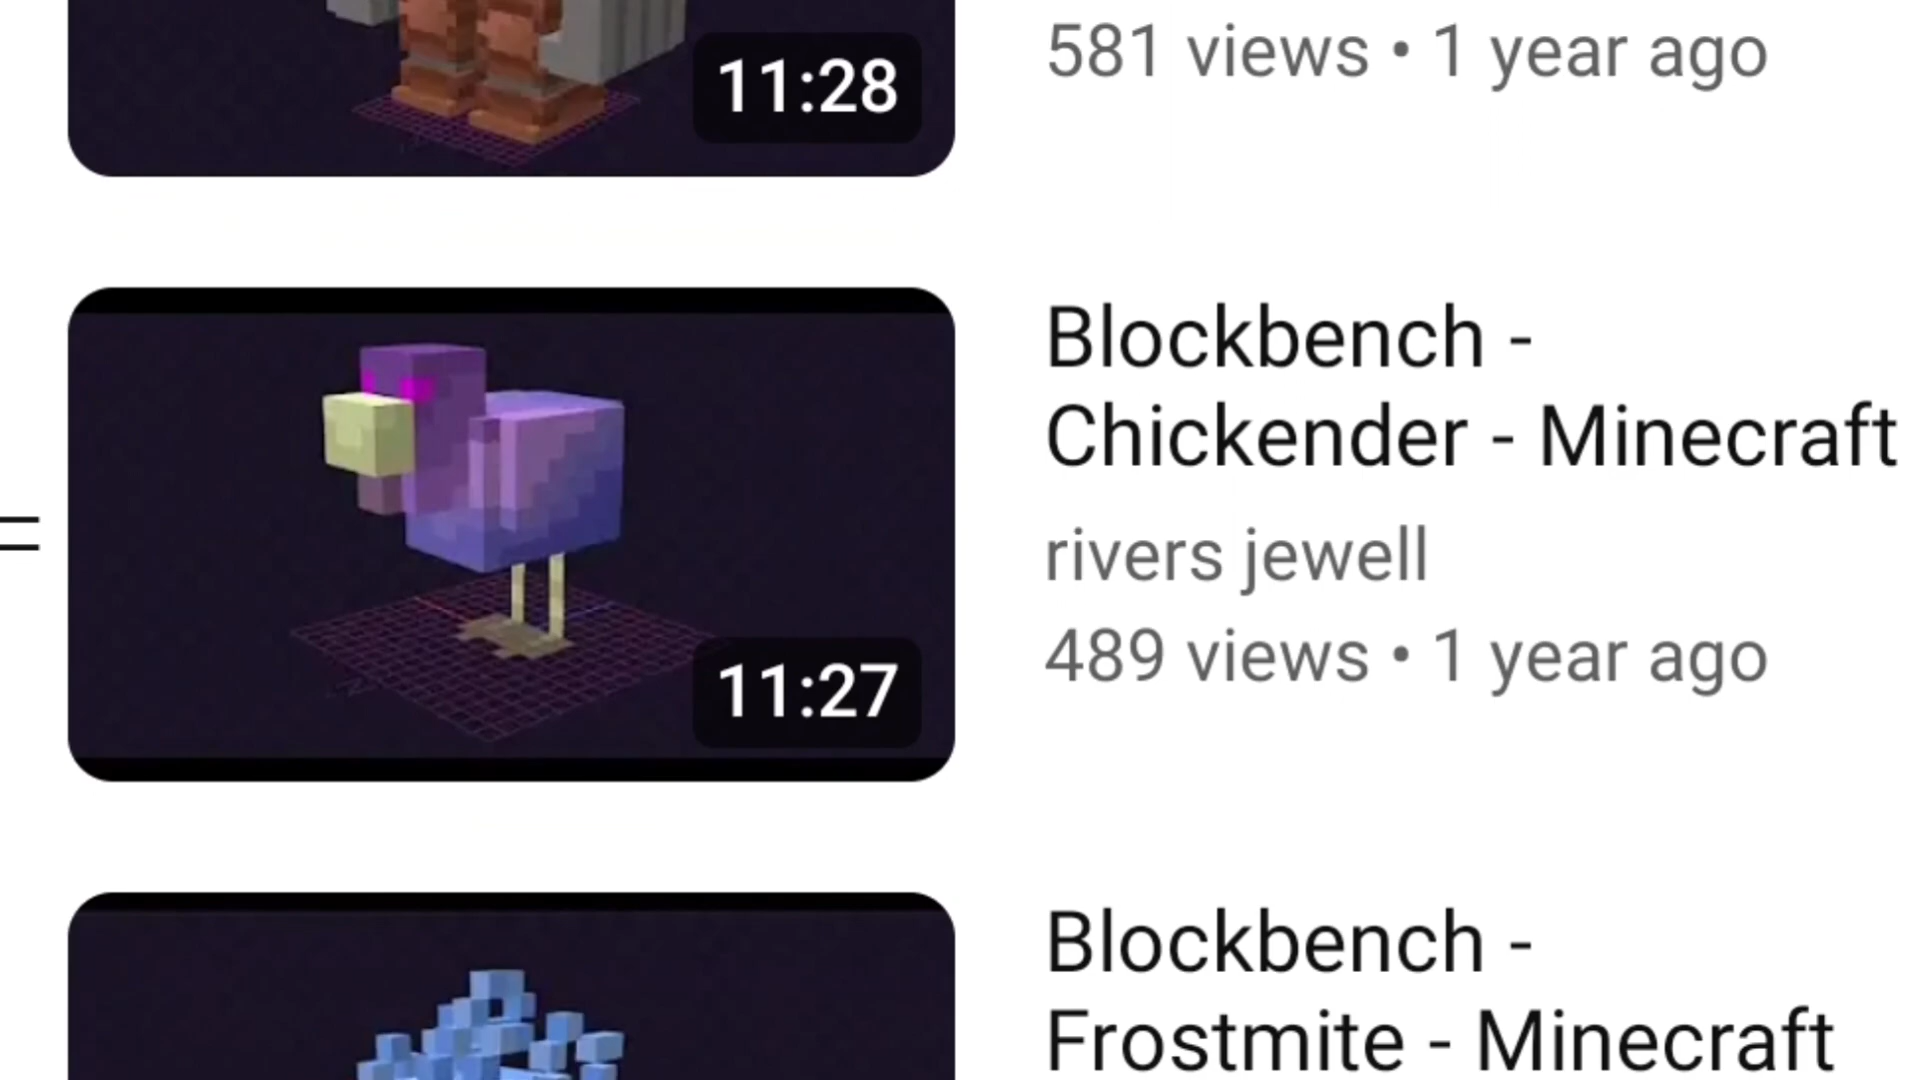 11:28
581 views • 1 year ago
Blockbench -
Chickender - Minecraft
rivers jewell
489 views • 1 year ago
11:27
Blockbench -
Frostmite - Minecraft